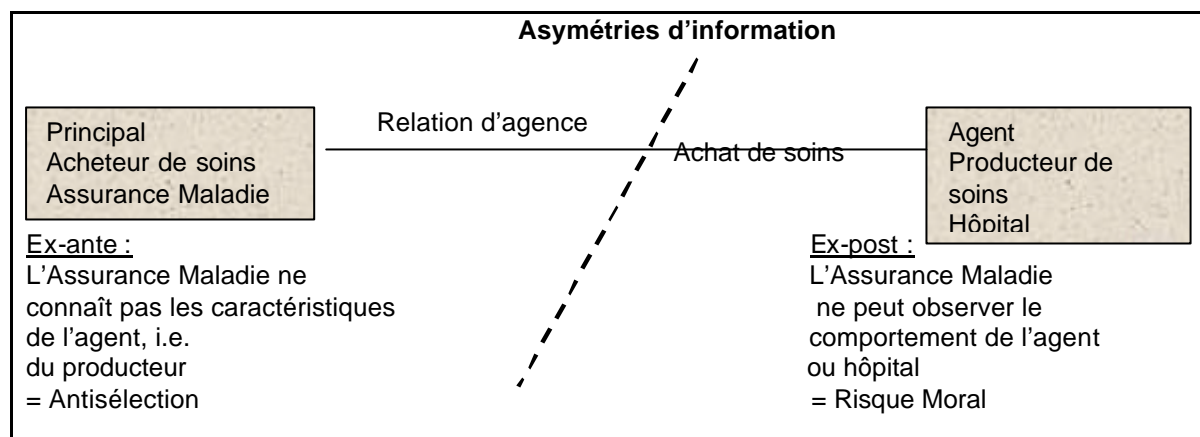 Asymétries d’information
Principal
Acheteur de soins
Assurance Maladie
Relation d’agence
Achat de soins
Agent
Producteur de
soins
Hôpital
Ex-ante :
L’Assurance Maladie ne
connaît pas les caractéristiques
de l’agent, i.e.
du producteur
= Antisélection
Ex-post :
L’Assurance Maladie
ne peut observer le
comportement de l’agent
ou hôpital
= Risque Moral